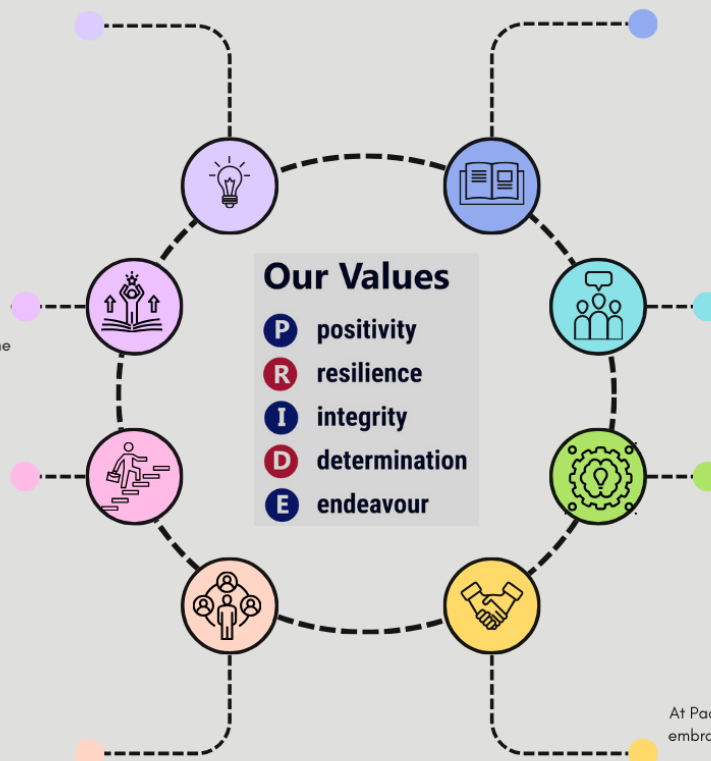 Our Values
P positivity
R resilience
I integrity
D determination
E endeavour
At